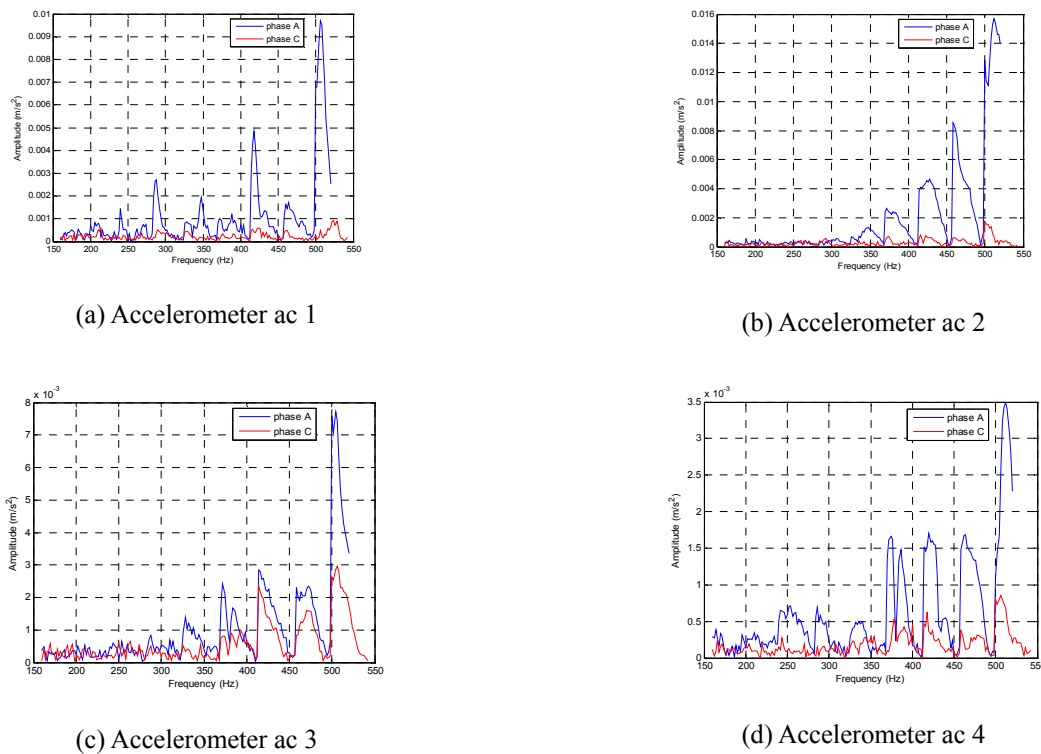 0.01
0.009
0.008
0.007
0.006
0.005
0.004
0.003
0.002
0.001
0
Amplitude (m/s²)
phase A
phase C
150 200 250 300 350 400 450 500 550
Frequency (Hz)
(a) Accelerometer ac 1
0.016
0.014
0.012
0.01
0.008
0.006
0.004
0.002
0
Amplitude (m/s²)
phase A
phase C
150 200 250 300 350 400 450 500 550
Frequency (Hz)
(b) Accelerometer ac 2
x 10⁻³
8
7
6
5
4
3
2
1
0
Amplitude (m/s²)
phase A
phase C
150 200 250 300 350 400 450 500 550
Frequency (Hz)
(c) Accelerometer ac 3
x 10⁻³
3.5
3
2.5
2
1.5
1
0.5
0
Amplitude (m/s²)
phase A
phase C
150 200 250 300 350 400 450 500
Frequency (Hz)
(d) Accelerometer ac 4